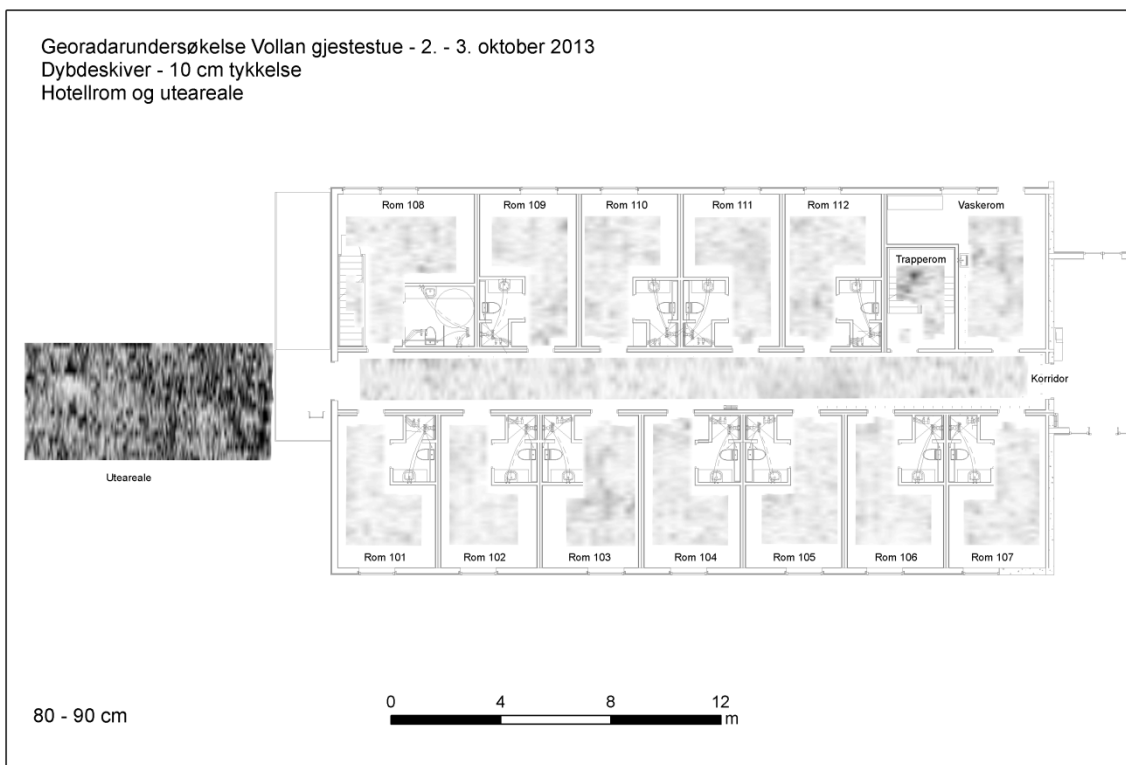 Georadarundersøkelse Vollan gjestestue - 2. - 3. oktober 2013
Dybdeskiver - 10 cm tykkelse
Hotellrom og uteareale
Rom 108
Rom 109
Rom 110
Rom 111
Rom 112
Vaskerom
Trapperom
Korridor
Uteareale
Rom 101
Rom 102
Rom 103
Rom 104
Rom 105
Rom 106
Rom 107
80 - 90 cm
0 4 8 12
m